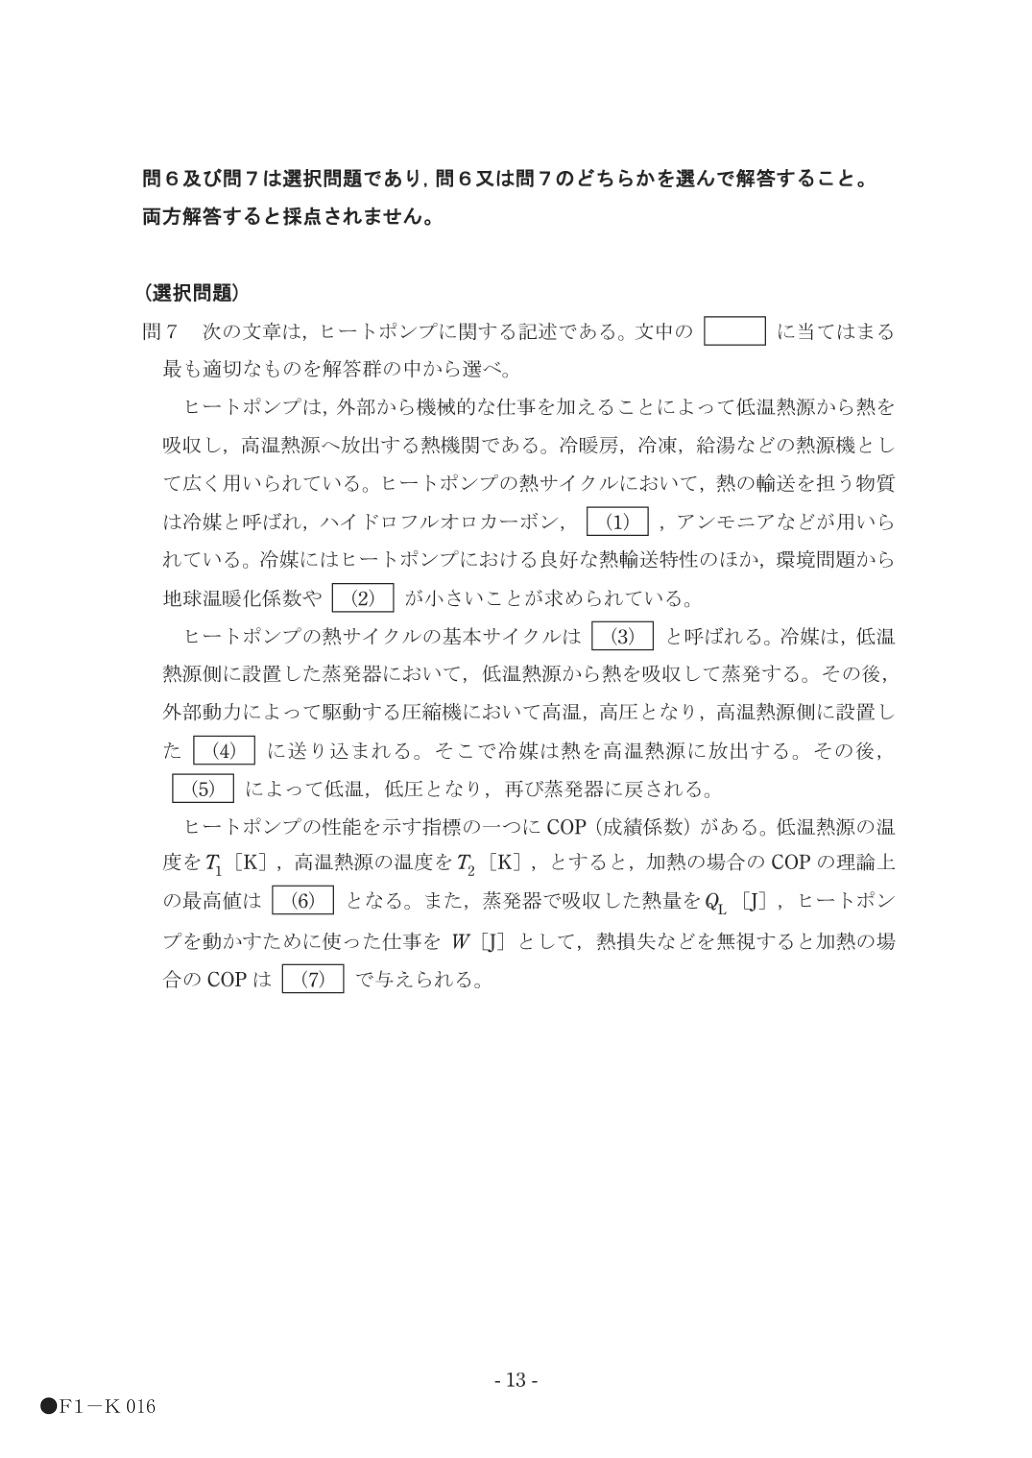 問６及び問７は選択問題であり，問６又は問７のどちらかを選んで解答すること。
両方解答すると採点されません。
（選択問題）
問７　次の文章は，ヒートポンプに関する記述である。文中の　　　に当てはまる
最も適切なものを解答群の中から選べ。
ヒートポンプは，外部から機械的な仕事を加えることによって低温熱源から熱を
吸収し，高温熱源へ放出する熱機関である。冷暖房，冷凍，給湯などの熱源機とし
て広く用いられている。ヒートポンプの熱サイクルにおいて，熱の輸送を担う物質
は冷媒と呼ばれ，ハイドロフルオロカーボン，（1），アンモニアなどが用いら
れている。冷媒にはヒートポンプにおける良好な熱輸送特性のほか，環境問題から
地球温暖化係数や（2）が小さいことが求められている。
ヒートポンプの熱サイクルの基本サイクルは（3）と呼ばれる。冷媒は，低温
熱源側に設置した蒸発器において，低温熱源から熱を吸収して蒸発する。その後，
外部動力によって駆動する圧縮機において高温，高圧となり，高温熱源側に設置し
た（4）に送り込まれる。そこで冷媒は熱を高温熱源に放出する。その後，
（5）によって低温，低圧となり，再び蒸発器に戻される。
ヒートポンプの性能を示す指標の一つに COP（成績係数）がある。低温熱源の温
度を T₁［K］，高温熱源の温度を T₂［K］，とすると，加熱の場合の COP の理論上
の最高値は（6）となる。また，蒸発器で吸収した熱量を Q_L［J］，ヒートポン
プを動かすために使った仕事を W［J］として，熱損失などを無視すると加熱の場
合の COP は（7）で与えられる。
- 13 -
●F1－K 016